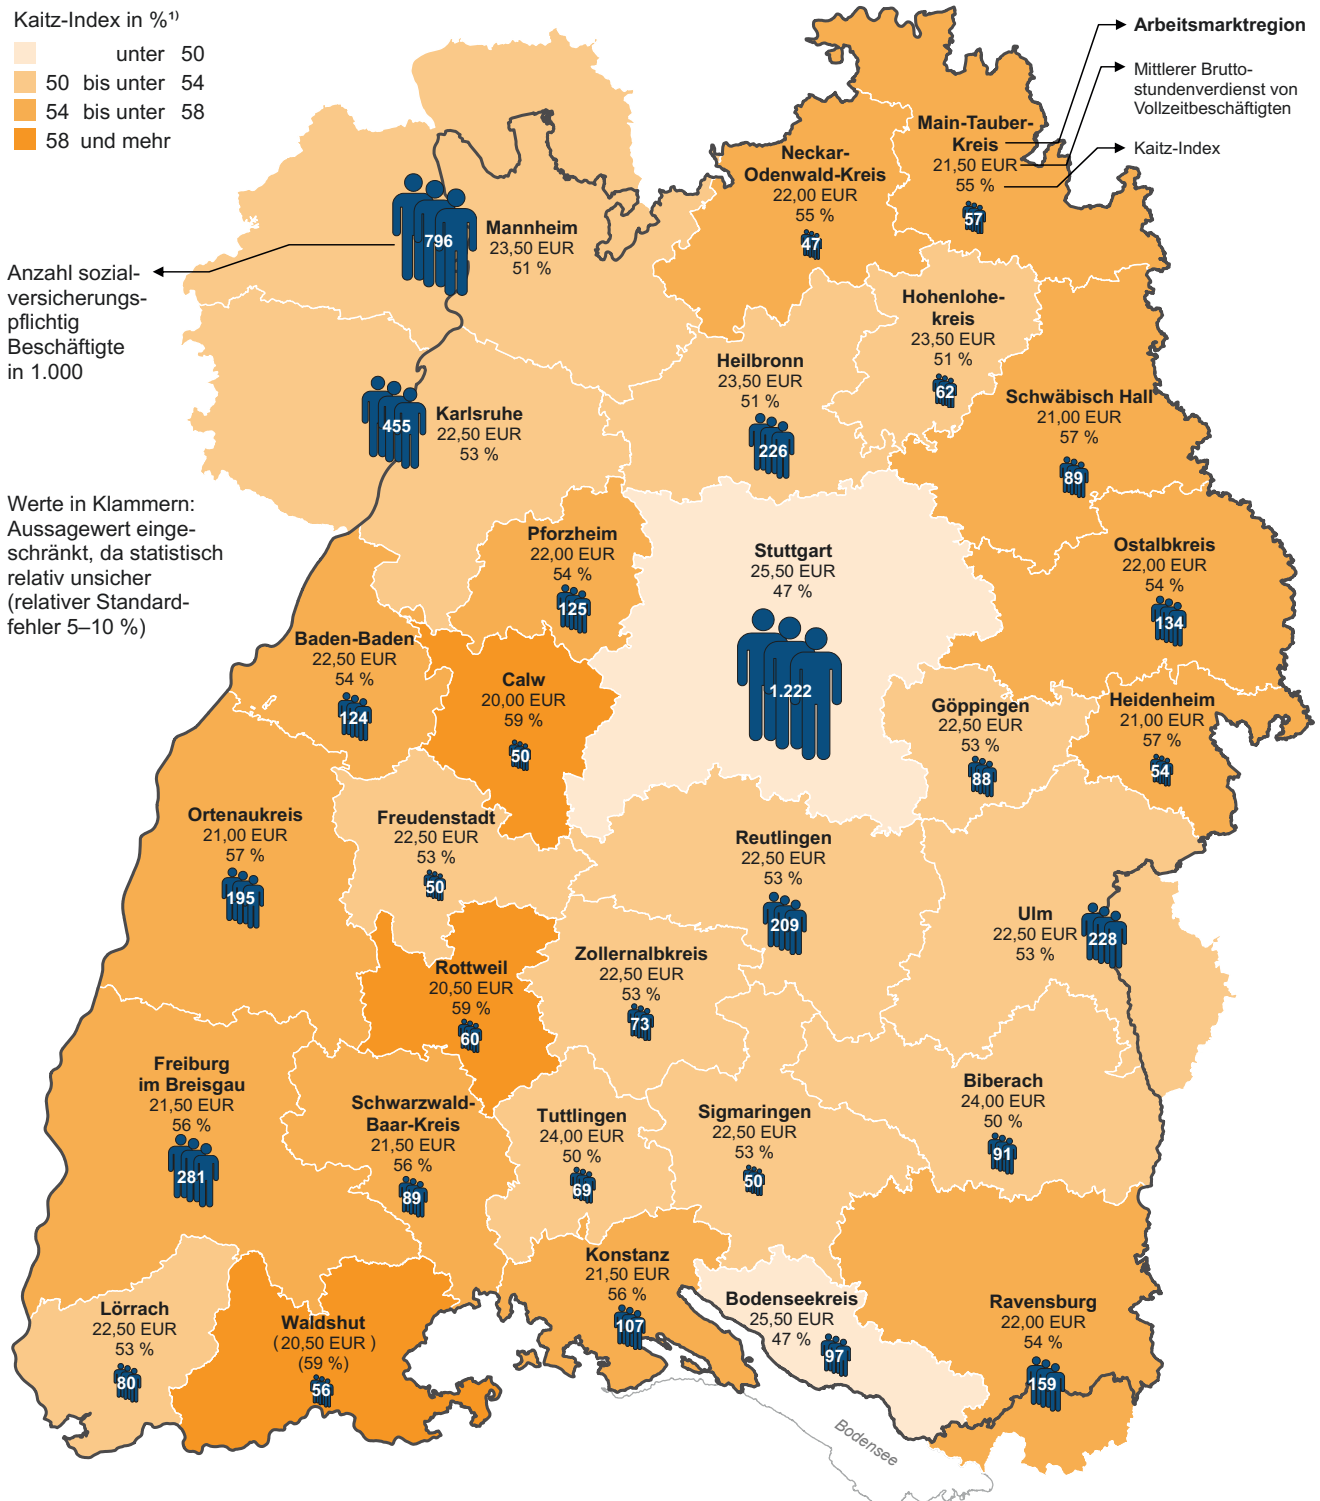 Kaitz-Index in %¹⁾
unter 50
50 bis unter 54
54 bis unter 58
58 und mehr
Arbeitsmarktregion
Mittlerer Brutto-
stundenverdienst von
Vollzeitbeschäftigten
Kaitz-Index
Anzahl sozial-
versicherungs-
pflichtig
Beschäftigte
in 1.000
Werte in Klammern:
Aussagewert einge-
schränkt, da statistisch
relativ unsicher
(relativer Standard-
fehler 5–10 %)
Main-Tauber-
Kreis
21,50 EUR
55 %
57
Neckar-
Odenwald-Kreis
22,00 EUR
55 %
47
Mannheim
23,50 EUR
51 %
796
Hohenlohe-
kreis
23,50 EUR
51 %
62
Heilbronn
23,50 EUR
51 %
226
Schwäbisch Hall
21,00 EUR
57 %
89
Karlsruhe
22,50 EUR
53 %
455
Pforzheim
22,00 EUR
54 %
125
Stuttgart
25,50 EUR
47 %
1.222
Ostalbkreis
22,00 EUR
54 %
134
Baden-Baden
22,50 EUR
54 %
124
Calw
20,00 EUR
59 %
50
Göppingen
22,50 EUR
53 %
88
Heidenheim
21,00 EUR
57 %
54
Ortenaukreis
21,00 EUR
57 %
195
Freudenstadt
22,50 EUR
53 %
50
Reutlingen
22,50 EUR
53 %
209
Ulm
22,50 EUR
53 %
228
Rottweil
20,50 EUR
59 %
60
Zollernalbkreis
22,50 EUR
53 %
73
Freiburg
im Breisgau
21,50 EUR
56 %
281
Schwarzwald-
Baar-Kreis
21,50 EUR
56 %
89
Tuttlingen
24,00 EUR
50 %
69
Sigmaringen
22,50 EUR
53 %
50
Biberach
24,00 EUR
50 %
91
Konstanz
21,50 EUR
56 %
107
Bodenseekreis
25,50 EUR
47 %
97
Ravensburg
22,00 EUR
54 %
159
Lörrach
22,50 EUR
53 %
80
Waldshut
(20,50 EUR )
(59 %)
56
Bodensee